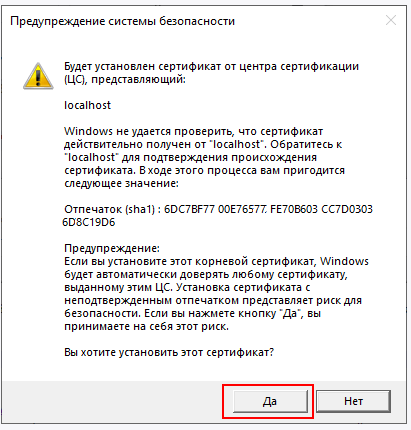 Предупреждение системы безопасности
Будет установлен сертификат от центра сертификации
(ЦС), представляющий:
localhost
Windows не удается проверить, что сертификат
действительно получен от "localhost". Обратитесь к
"localhost" для подтверждения происхождения
сертификата. В ходе этого процесса вам пригодится
следующее значение:
Отпечаток (sha1) : 6DC7BF77 00E76577. FE70B603 CC7D0303
6D8C19D6
Предупреждение:
Если вы установите этот корневой сертификат, Windows
будет автоматически доверять любому сертификату,
выданному этим ЦС. Установка сертификата с
неподтвержденным отпечатком представляет риск для
безопасности. Если вы нажмете кнопку "Да", вы
принимаете на себя этот риск.
Вы хотите установить этот сертификат?
Да
Нет